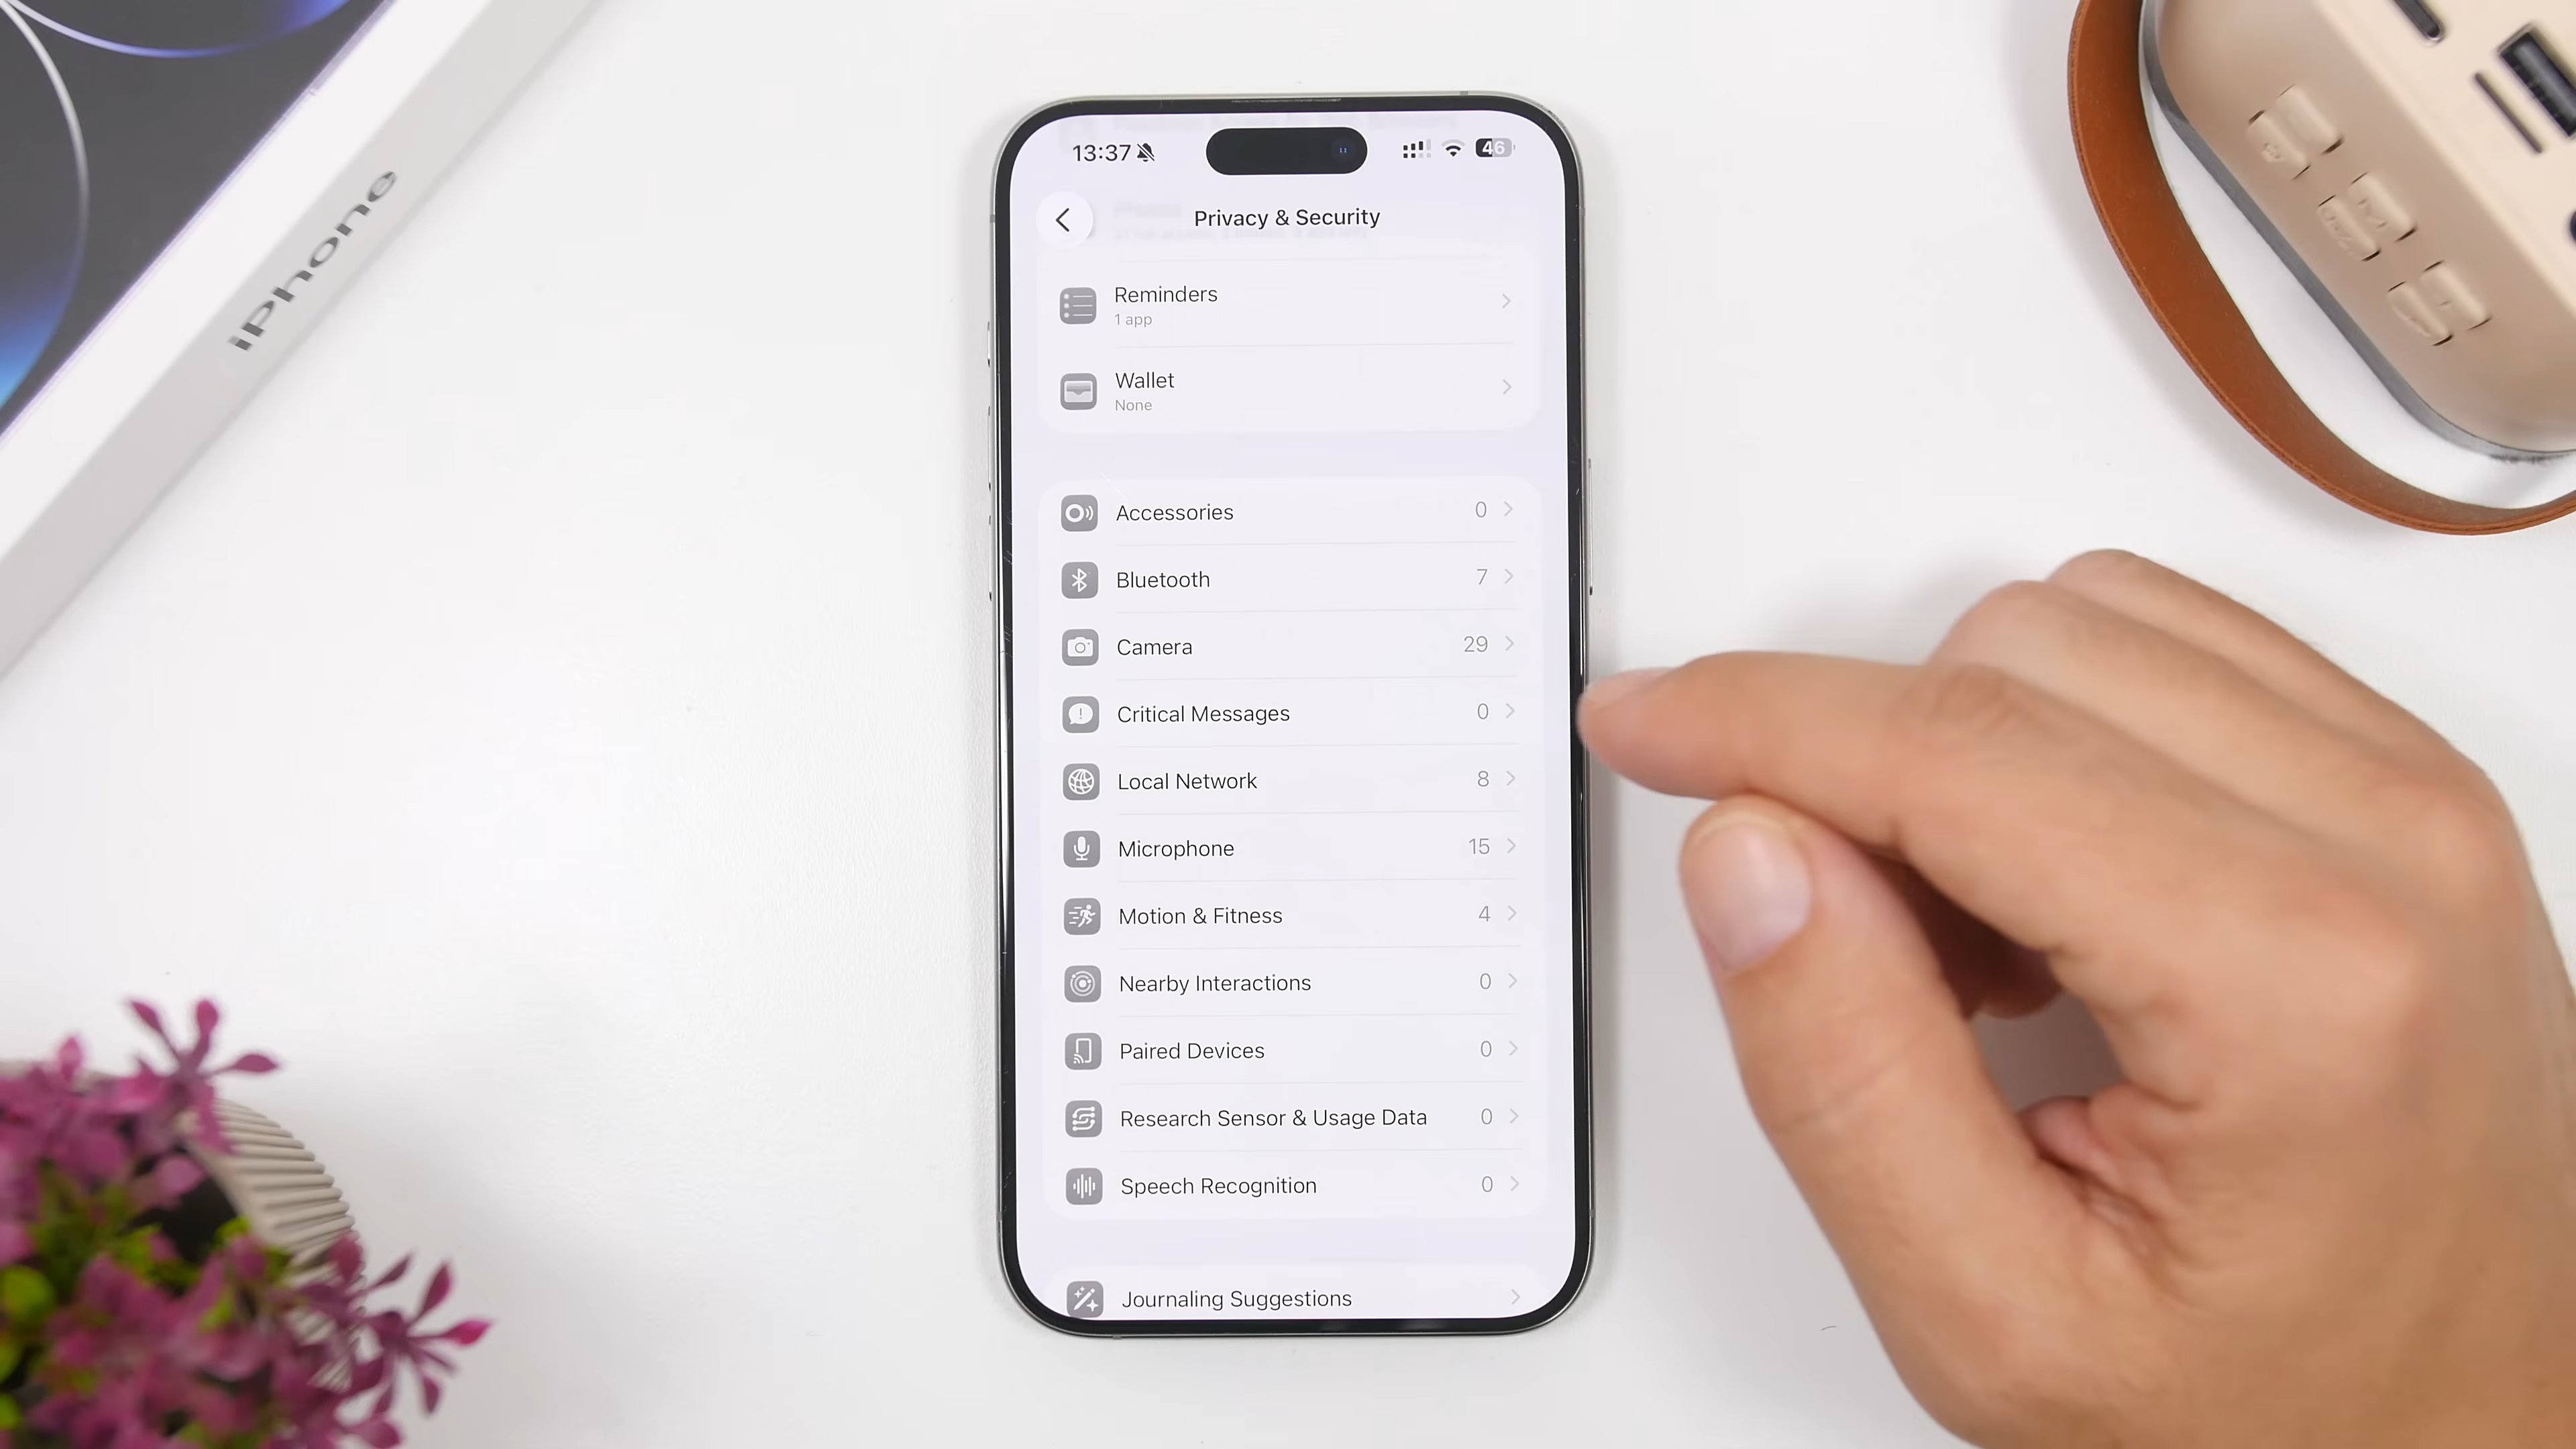 iPhone
13:37
46
Privacy & Security
Reminders
1 app
Wallet
None
Accessories 0
Bluetooth 7
Camera 29
Critical Messages 0
Local Network 8
Microphone 15
Motion & Fitness 4
Nearby Interactions 0
Paired Devices 0
Research Sensor & Usage Data 0
Speech Recognition 0
Journaling Suggestions